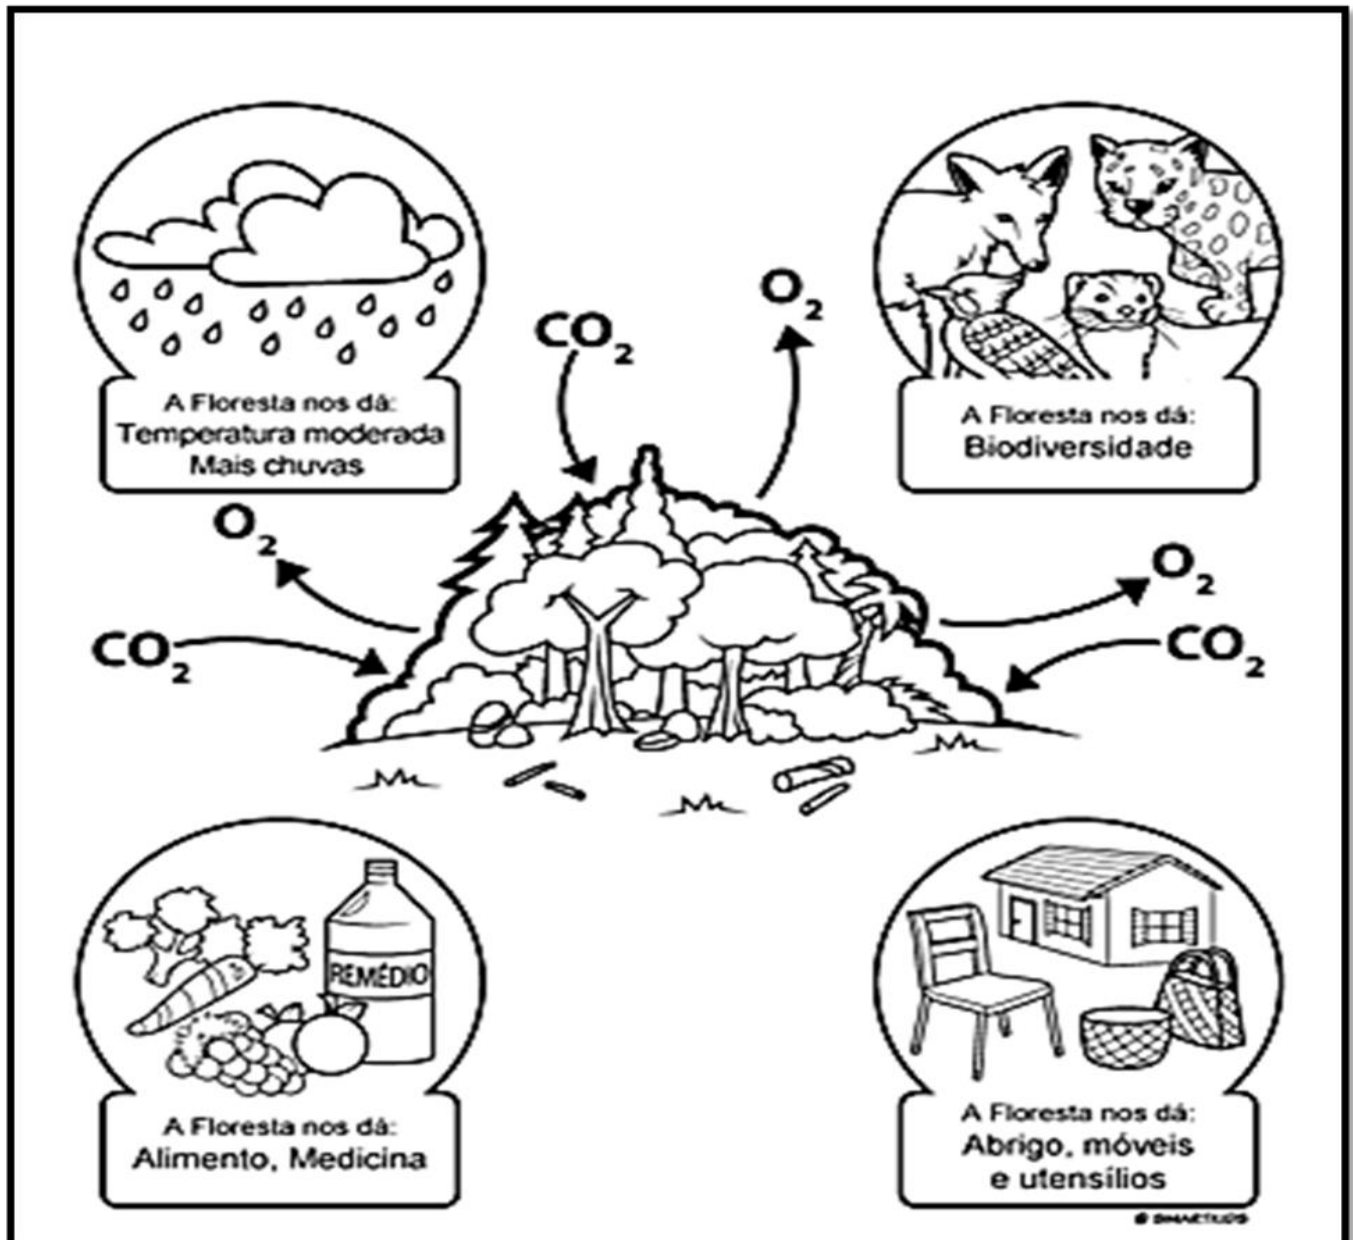 A Floresta nos dá:
Temperatura moderada
Mais chuvas
A Floresta nos dá:
Biodiversidade
CO₂
O₂
O₂
CO₂
O₂
CO₂
REMÉDIO
A Floresta nos dá:
Alimento, Medicina
A Floresta nos dá:
Abrigo, móveis
e utensílios
© SMARTKIDS